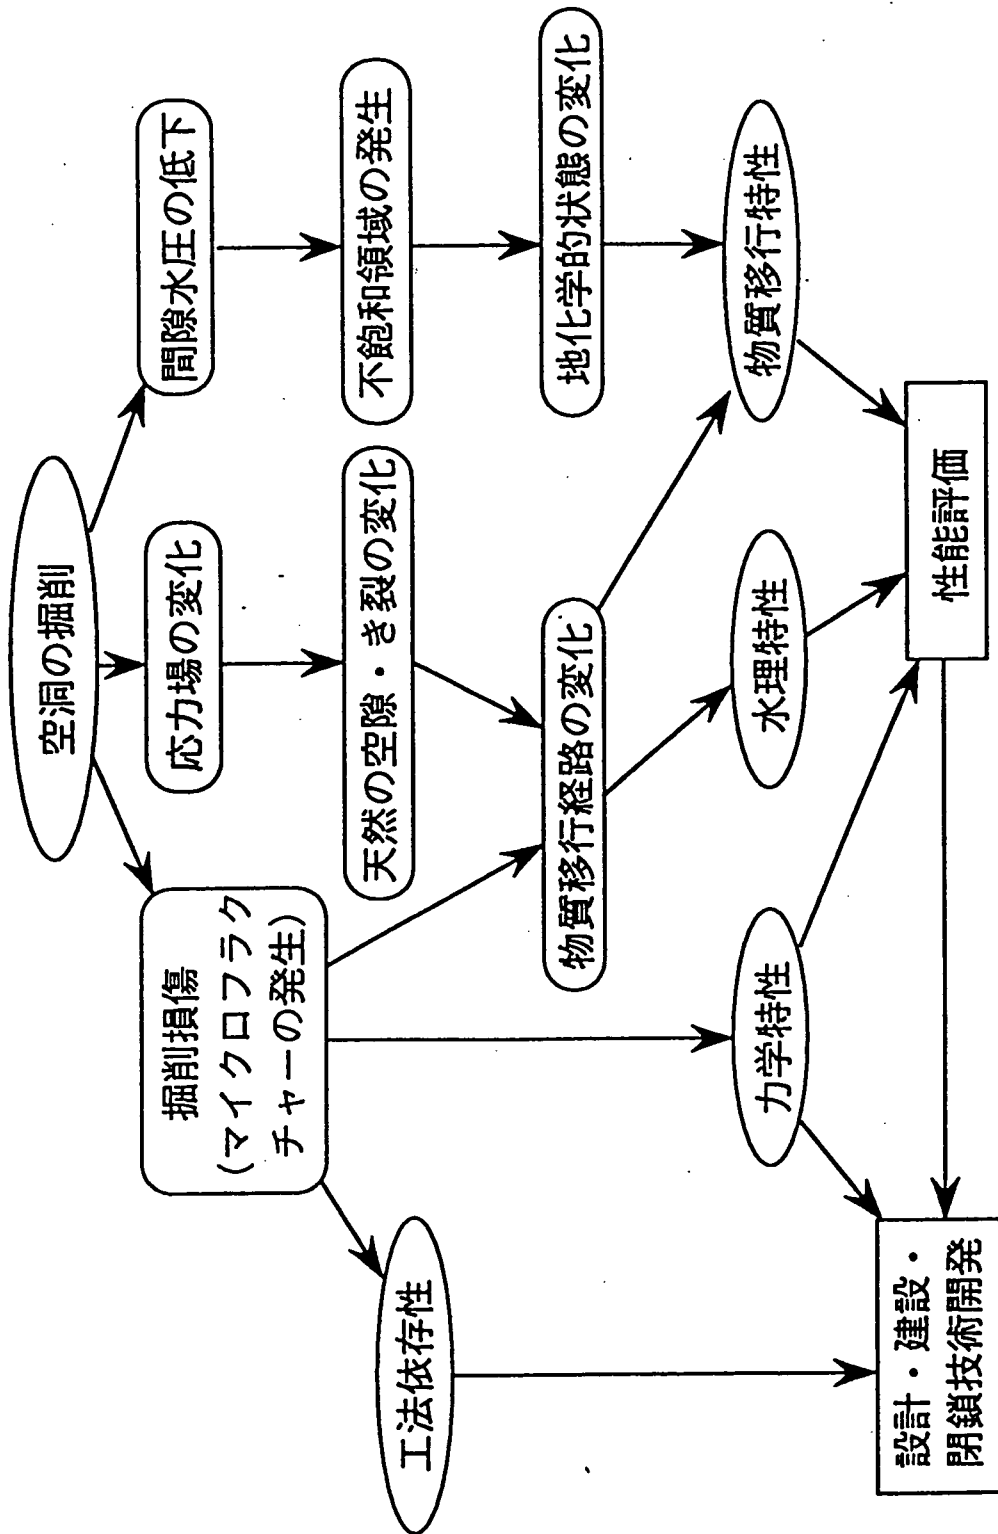 空洞の掘削
掘削損傷
(マイクロフラク
チャーの発生)
応力場の変化
間隙水圧の低下
工法依存性
天然の空隙・き裂の変化
不飽和領域の発生
物質移行経路の変化
地化学的状態の変化
力学特性
水理特性
物質移行特性
設計・建設・
閉鎖技術開発
性能評価